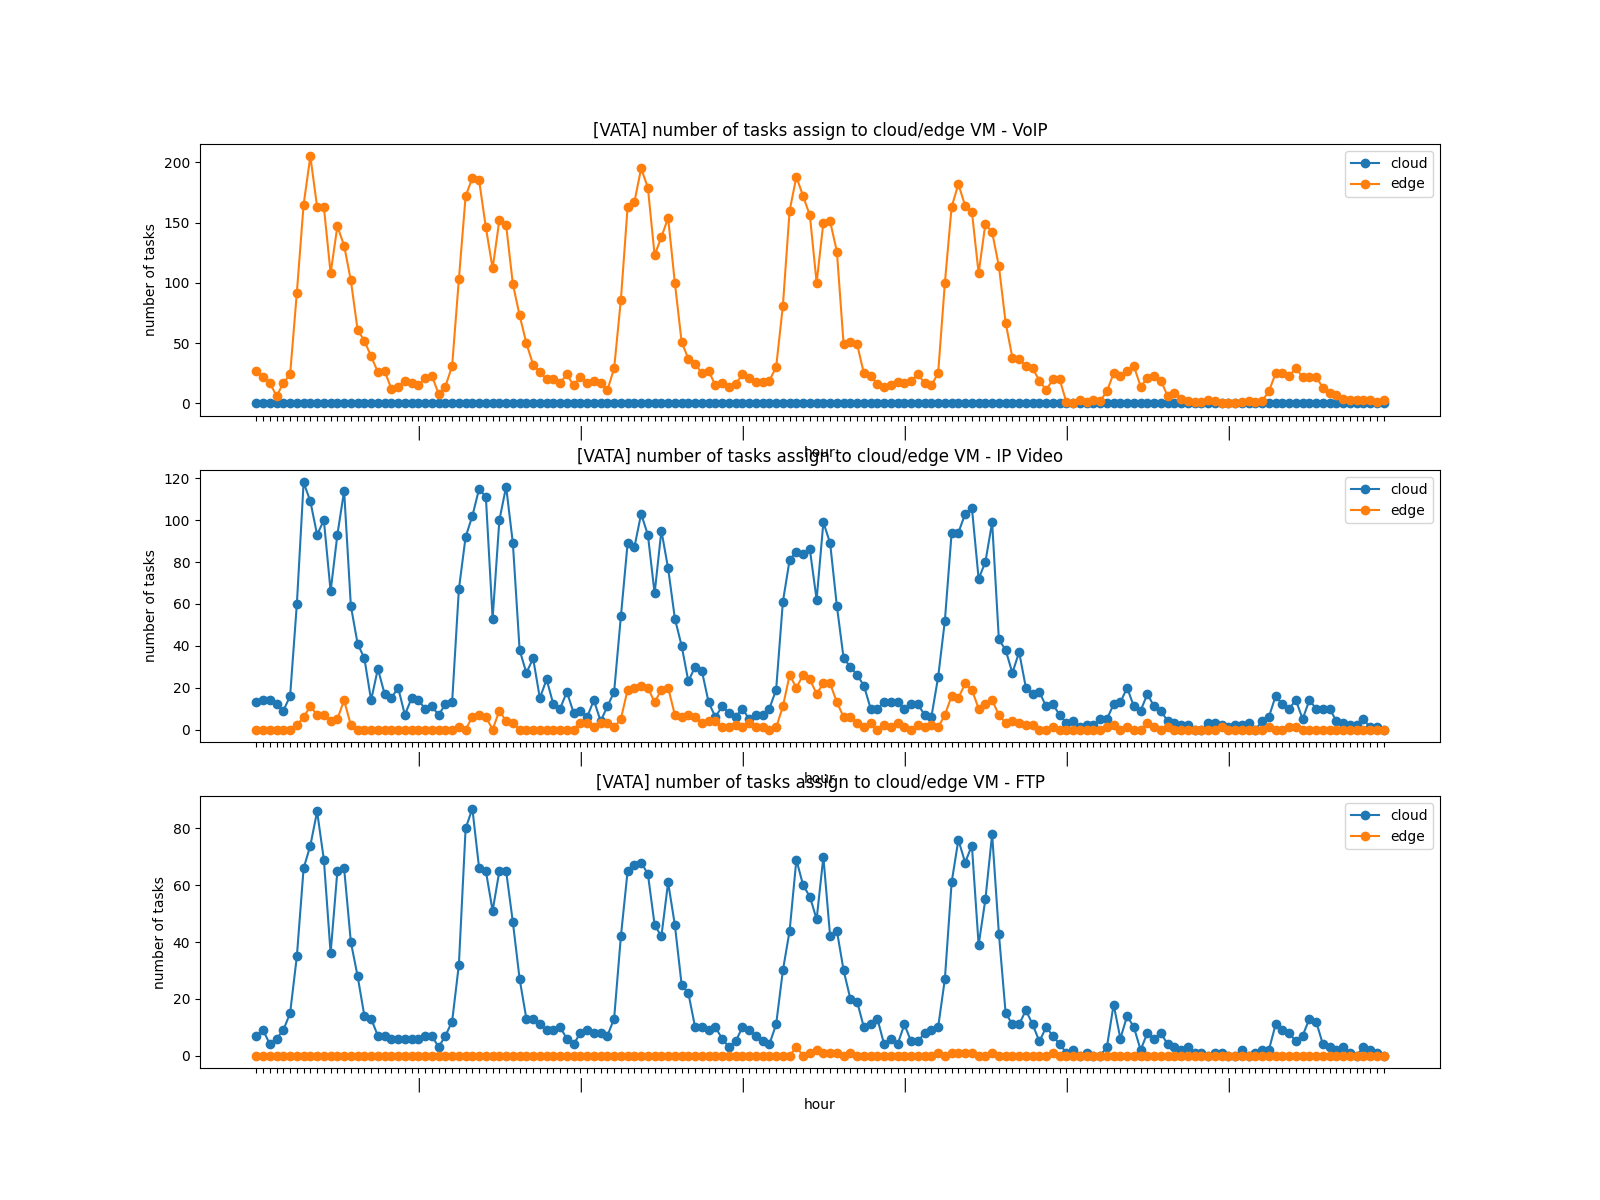 [VATA] number of tasks assign to cloud/edge VM - VoIP
200
150
100
50
0
number of tasks
cloud
edge
hour
[VATA] number of tasks assign to cloud/edge VM - IP Video
120
100
80
60
40
20
0
number of tasks
cloud
edge
hour
[VATA] number of tasks assign to cloud/edge VM - FTP
80
60
40
20
0
number of tasks
cloud
edge
hour